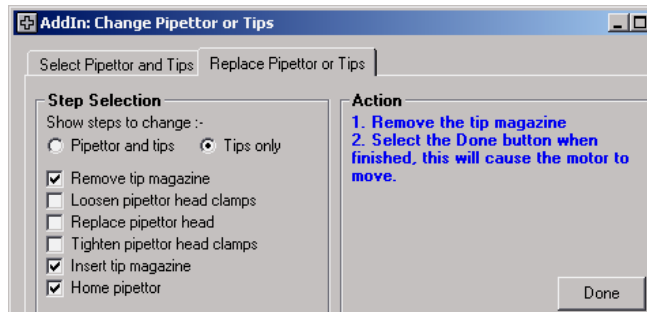 AddIn: Change Pipettor or Tips
Select Pipettor and Tips
Replace Pipettor or Tips
Step Selection
Show steps to change :-
Pipettor and tips
Tips only
Remove tip magazine
Loosen pipettor head clamps
Replace pipettor head
Tighten pipettor head clamps
Insert tip magazine
Home pipettor
Action
1. Remove the tip magazine
2. Select the Done button when
finished, this will cause the motor to
move.
Done